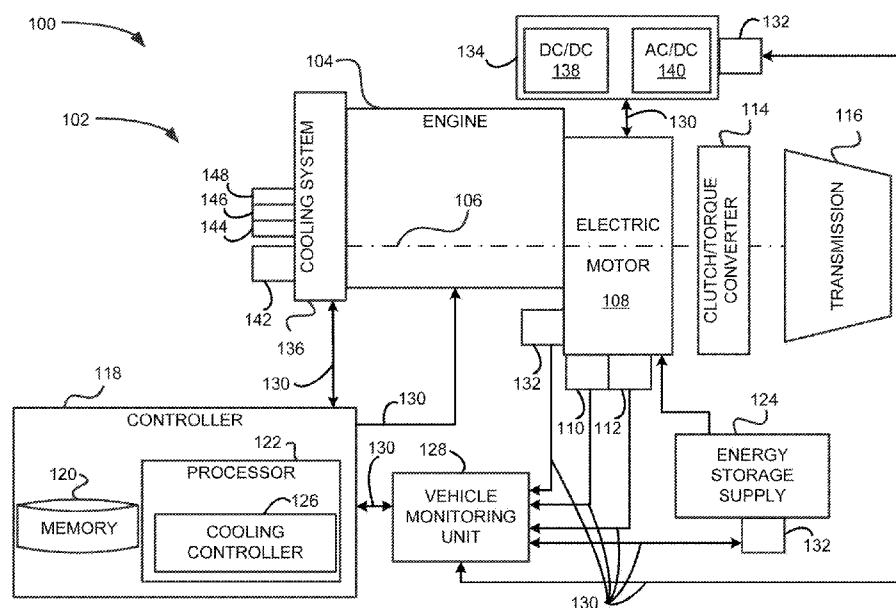 100
102
104
134
DC/DC
138
AC/DC
140
132
130
114
116
ENGINE
COOLING SYSTEM
148
146
144
106
ELECTRIC
MOTOR
108
CLUTCH/TORQUE
CONVERTER
TRANSMISSION
142
136
132
130
118
130
110
112
124
CONTROLLER
122
PROCESSOR
120
MEMORY
126
COOLING
CONTROLLER
130
128
VEHICLE
MONITORING
UNIT
ENERGY
STORAGE
SUPPLY
132
130